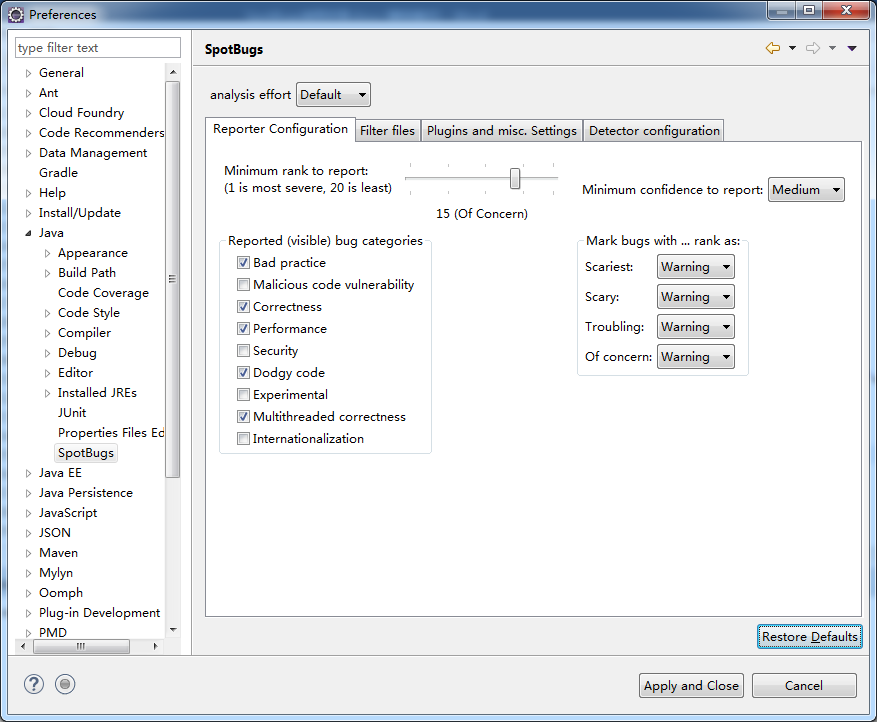 Preferences
type filter text
General
Ant
Cloud Foundry
Code Recommenders
Data Management
Gradle
Help
Install/Update
Java
Appearance
Build Path
Code Coverage
Code Style
Compiler
Debug
Editor
Installed JREs
JUnit
Properties Files Ed
SpotBugs
Java EE
Java Persistence
JavaScript
JSON
Maven
Mylyn
Oomph
Plug-in Development
PMD
SpotBugs
analysis effort Default
Reporter Configuration Filter files Plugins and misc. Settings Detector configuration
Minimum rank to report:
(1 is most severe, 20 is least)
15 (Of Concern)
Minimum confidence to report: Medium
Reported (visible) bug categories
Bad practice
Malicious code vulnerability
Correctness
Performance
Security
Dodgy code
Experimental
Multithreaded correctness
Internationalization
Mark bugs with ... rank as:
Scariest: Warning
Scary: Warning
Troubling: Warning
Of concern: Warning
Restore Defaults
? Apply and Close Cancel